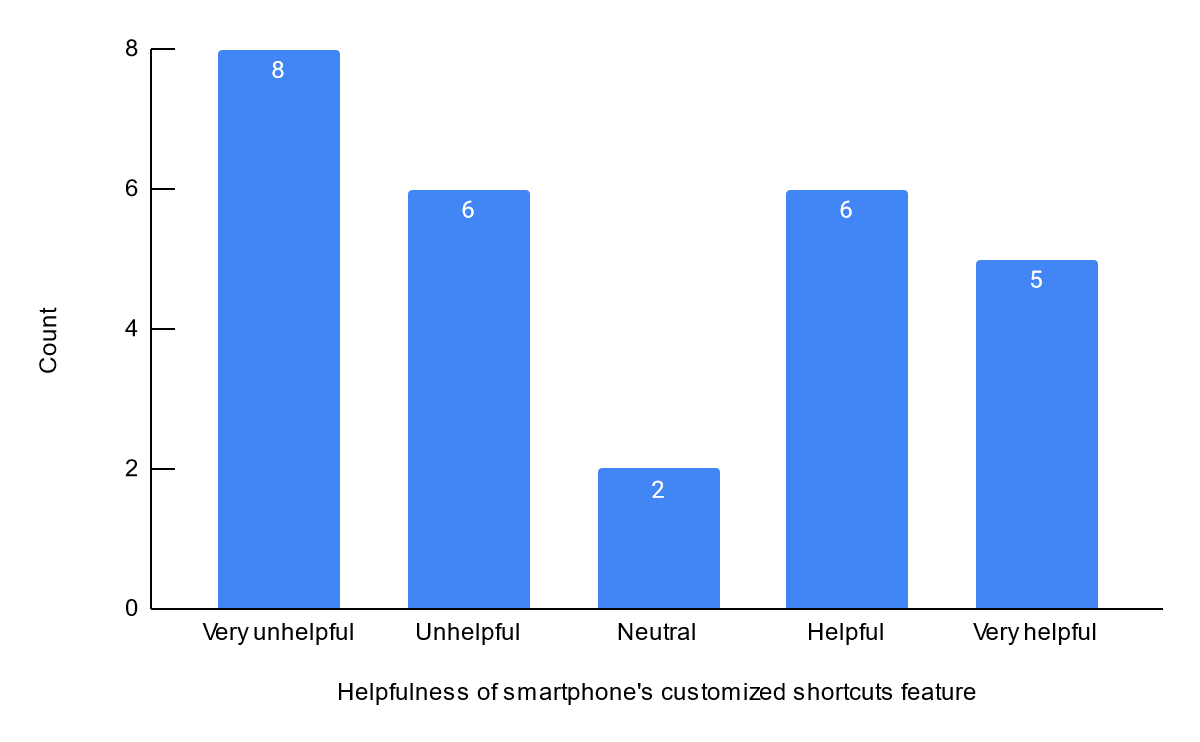 8
6
4
2
0
Count
8
6
2
6
5
Very unhelpful
Unhelpful
Neutral
Helpful
Very helpful
Helpfulness of smartphone's customized shortcuts feature